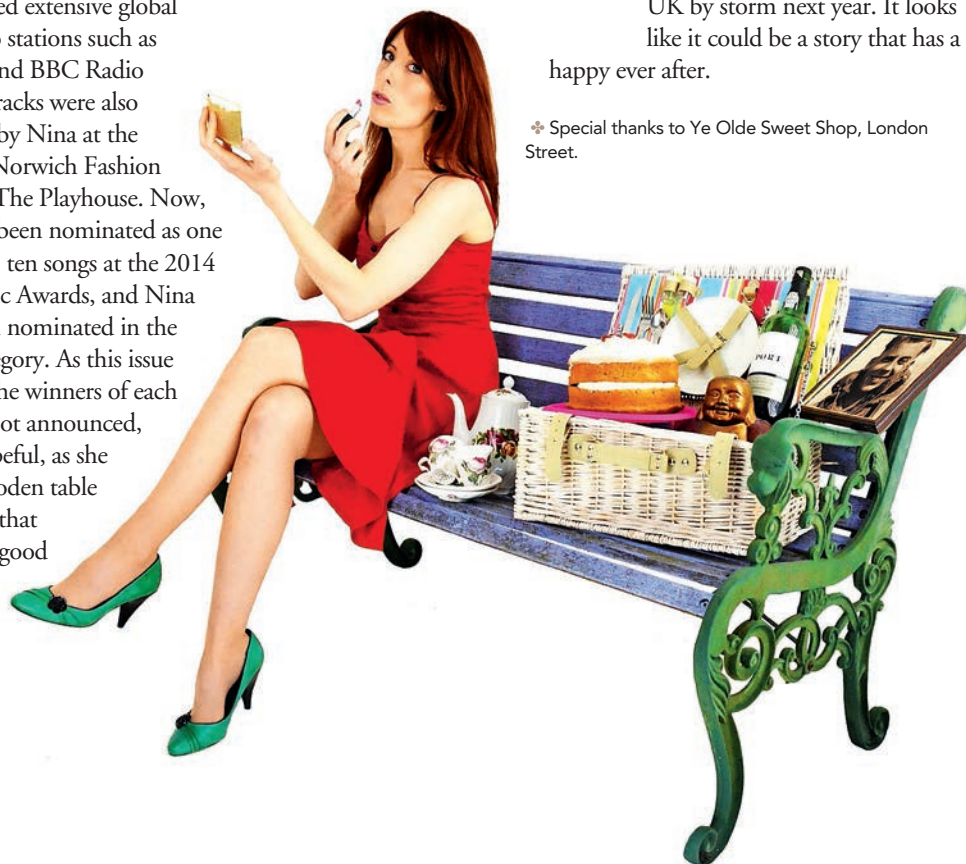 ed extensive global
stations such as
nd BBC Radio
racks were also
by Nina at the
Norwich Fashion
The Playhouse. Now,
been nominated as one
ten songs at the 2014
c Awards, and Nina
nominated in the
egory. As this issue
he winners of each
ot announced,
peful, as she
oden table
that
good
UK by storm next year. It looks
like it could be a story that has a
happy ever after.
✤ Special thanks to Ye Olde Sweet Shop, London
Street.
PORT